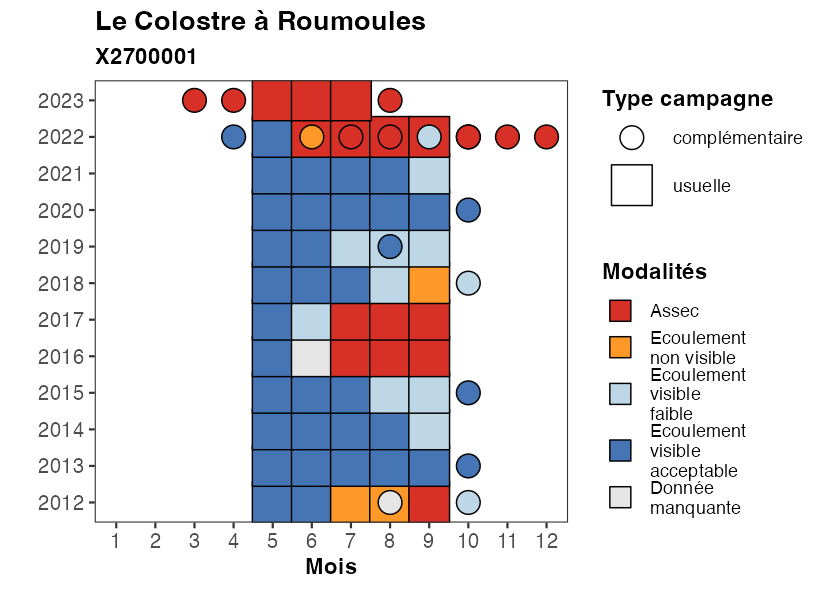 Le Colostre à Roumoules
X2700001
2023
2022
2021
2020
2019
2018
2017
2016
2015
2014
2013
2012
1 2 3 4 5 6 7 8 9 10 11 12
Mois
Type campagne
complémentaire
usuelle
Modalités
Assec
Ecoulement
non visible
Ecoulement
visible
faible
Ecoulement
visible
acceptable
Donnée
manquante